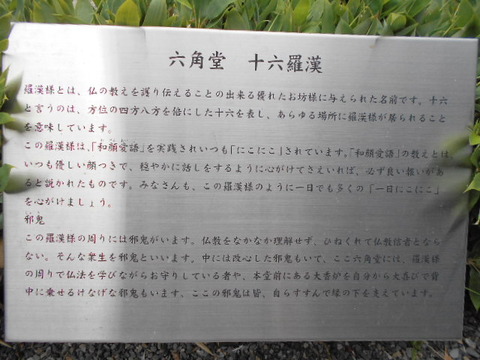 六角堂　十六羅漢
羅漢様とは、仏の教えを護り伝えることの出来る優れたお坊様に与えられた名前です。十六
と言うのは、方位の四方八方を倍にした十六を表し、あらゆる場所に羅漢様が居られること
を意味しています。
この羅漢様は、「和顔愛語」を実践されいつも「にこにこ」されています。「和顔愛語」の教えとは、
いつも優しい顔つきで、穏やかに話しをするように心がけてさえいれば、必ず良い報いがあ
ると説かれたものです。みなさんも、この羅漢様のように一日でも多くの「一日にこにこ」
を心がけましょう。
邪鬼
この羅漢様の周りには邪鬼がいます。仏教をなかなか理解せず、ひねくれて仏教信者となら
ない。そんな衆生を邪鬼といいます。中には改心した邪鬼もいて、ここ六角堂には、羅漢様
の周りで仏法を学びながらお守りしている者や、本堂前にある大香炉を自分から大喜びで背
中に乗せるけなげな邪鬼もいます。ここの邪鬼は皆、自らすすんで縁の下を支えています。